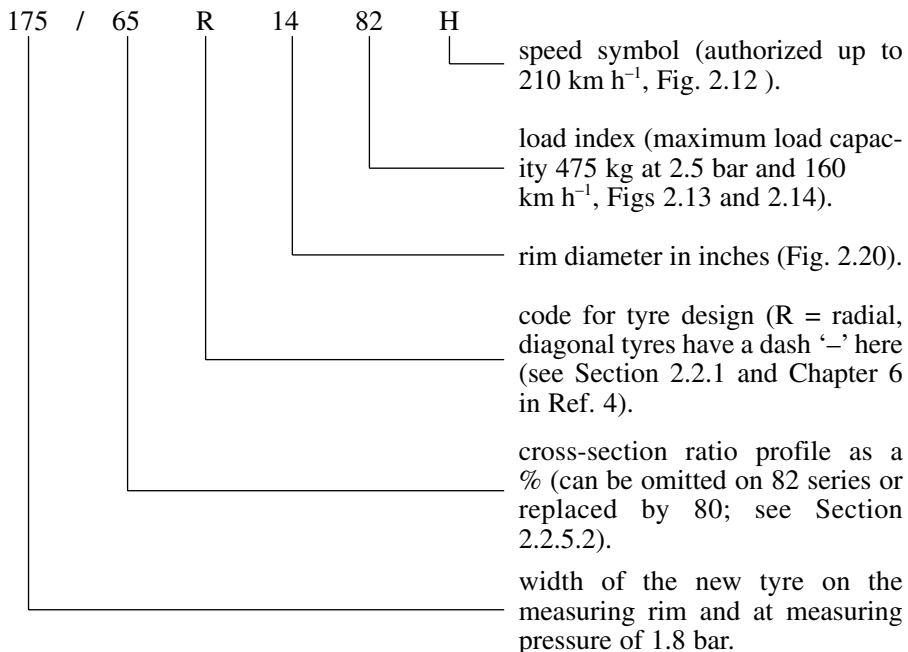 175 / 65 R 14 82 H
speed symbol (authorized up to
210 km h–1, Fig. 2.12 ).
load index (maximum load capac-
ity 475 kg at 2.5 bar and 160
km h–1, Figs 2.13 and 2.14).
rim diameter in inches (Fig. 2.20).
code for tyre design (R = radial,
diagonal tyres have a dash ‘–’ here
(see Section 2.2.1 and Chapter 6
in Ref. 4).
cross-section ratio profile as a
% (can be omitted on 82 series or
replaced by 80; see Section
2.2.5.2).
width of the new tyre on the
measuring rim and at measuring
pressure of 1.8 bar.